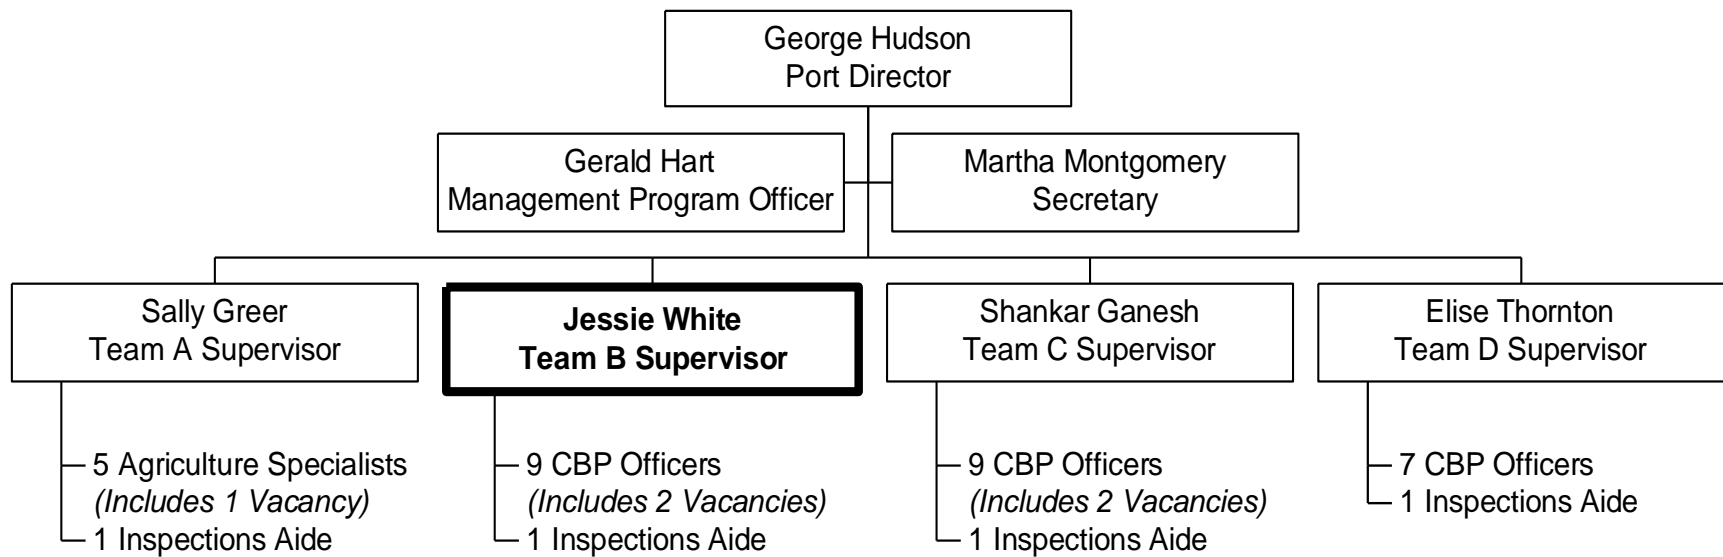 George Hudson
Port Director
Gerald Hart
Management Program Officer
Martha Montgomery
Secretary
Sally Greer
Team A Supervisor
Jessie White
Team B Supervisor
Shankar Ganesh
Team C Supervisor
Elise Thornton
Team D Supervisor
5 Agriculture Specialists
(Includes 1 Vacancy)
1 Inspections Aide
9 CBP Officers
(Includes 2 Vacancies)
1 Inspections Aide
9 CBP Officers
(Includes 2 Vacancies)
1 Inspections Aide
7 CBP Officers
1 Inspections Aide